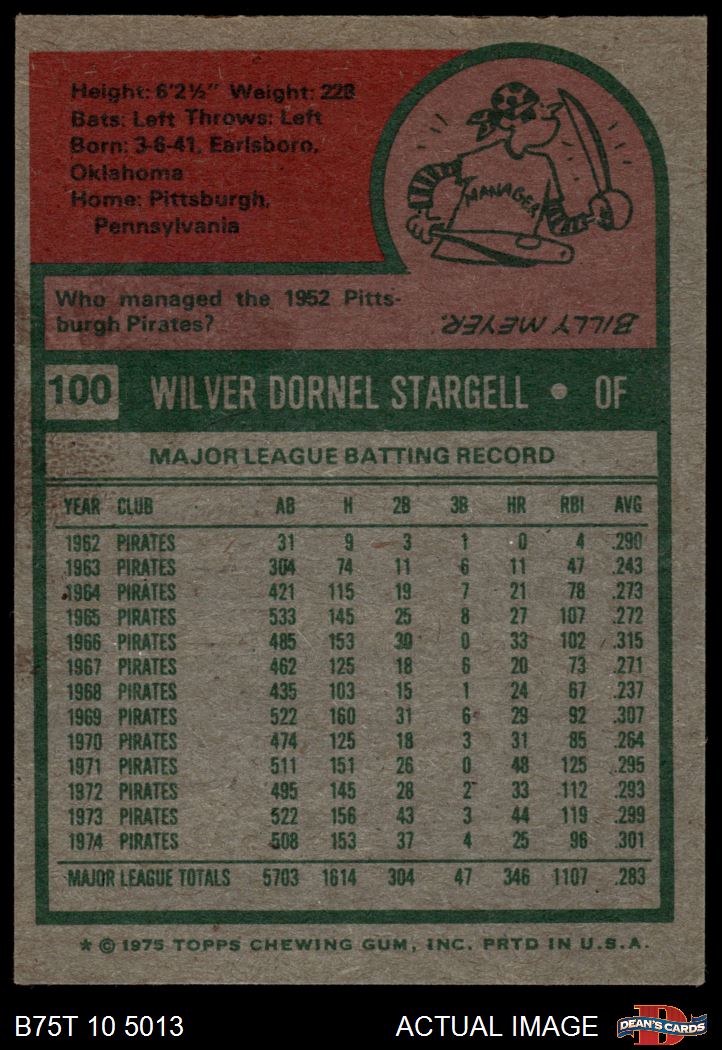 Height: 6'2½" Weight: 228
Bats: Left Throws: Left
Born: 3-6-41, Earlsboro,
Oklahoma
Home: Pittsburgh,
Pennsylvania
MANAGER
Who managed the 1952 Pitts-
burgh Pirates?
BILLY MEYER.
100 WILVER DORNEL STARGELL • OF
MAJOR LEAGUE BATTING RECORD
YEAR CLUB AB H 2B 3B HR RBI AVG
1962 PIRATES 31 9 3 1 0 4 .290
1963 PIRATES 304 74 11 6 11 47 .243
1964 PIRATES 421 115 19 7 21 78 .273
1965 PIRATES 533 145 25 8 27 107 .272
1966 PIRATES 485 153 30 0 33 102 .315
1967 PIRATES 462 125 18 6 20 73 .271
1968 PIRATES 435 103 15 1 24 67 .237
1969 PIRATES 522 160 31 6 29 92 .307
1970 PIRATES 474 125 18 3 31 85 .264
1971 PIRATES 511 151 26 0 48 125 .295
1972 PIRATES 495 145 28 2 33 112 .293
1973 PIRATES 522 156 43 3 44 119 .299
1974 PIRATES 508 153 37 4 25 96 .301
MAJOR LEAGUE TOTALS 5703 1614 304 47 346 1107 .283
* © 1975 TOPPS CHEWING GUM, INC. PRTD IN U.S.A.
B75T 10 5013 ACTUAL IMAGE DEAN'S CARDS